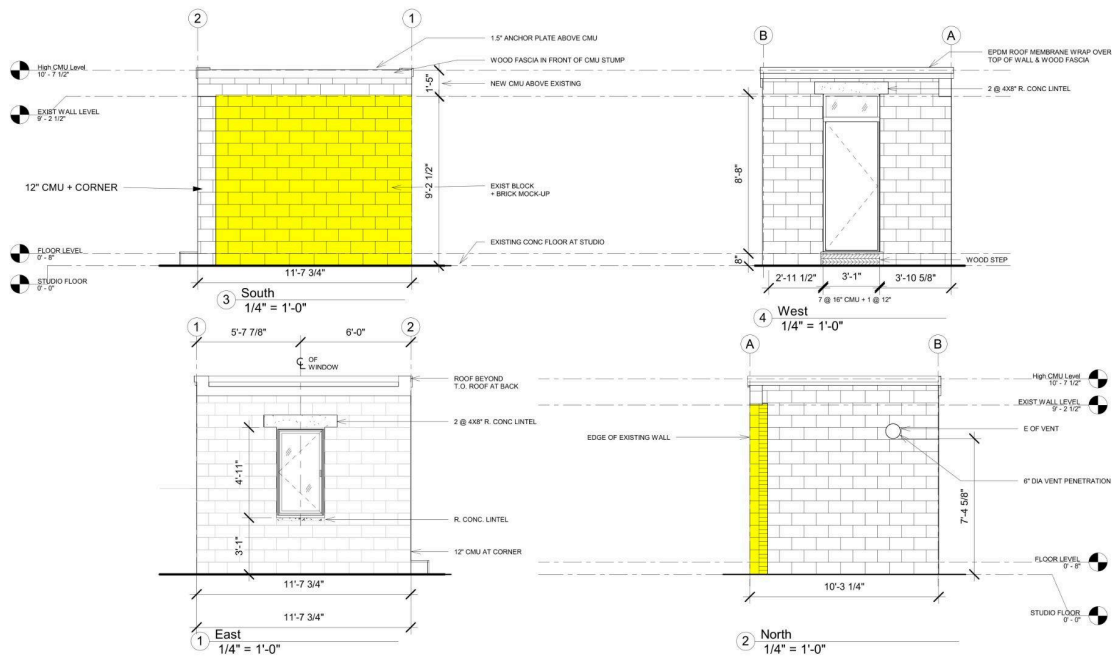 2
1
High CMU Level
10' - 7 1/2"
EXIST WALL LEVEL
9' - 2 1/2"
12" CMU + CORNER
FLOOR LEVEL
0' - 8"
STUDIO FLOOR
0' - 0"
1.5" ANCHOR PLATE ABOVE CMU
WOOD FASCIA IN FRONT OF CMU STUMP
NEW CMU ABOVE EXISTING
1'-5"
9'-2 1/2"
EXIST BLOCK
+ BRICK MOCK-UP
EXISTING CONC FLOOR AT STUDIO
11'-7 3/4"
3 South
1/4" = 1'-0"
B
A
EPDM ROOF MEMBRANE WRAP OVER
TOP OF WALL & WOOD FASCIA
2 @ 4X8" R. CONC LINTEL
8'-8"
8"
WOOD STEP
2'-11 1/2"
3'-1"
3'-10 5/8"
7 @ 16" CMU + 1 @ 12"
4 West
1/4" = 1'-0"
1
2
5'-7 7/8"
6'-0"
OF
WINDOW
ROOF BEYOND
T.O. ROOF AT BACK
2 @ 4X8" R. CONC LINTEL
4'-11"
R. CONC. LINTEL
3'-1"
12" CMU AT CORNER
11'-7 3/4"
11'-7 3/4"
1 East
1/4" = 1'-0"
A
B
High CMU Level
10' - 7 1/2"
EXIST WALL LEVEL
9' - 2 1/2"
EDGE OF EXISTING WALL
E OF VENT
6" DIA VENT PENETRATION
7'-4 5/8"
FLOOR LEVEL
0' - 8"
STUDIO FLOOR
0' - 0"
10'-3 1/4"
2 North
1/4" = 1'-0"